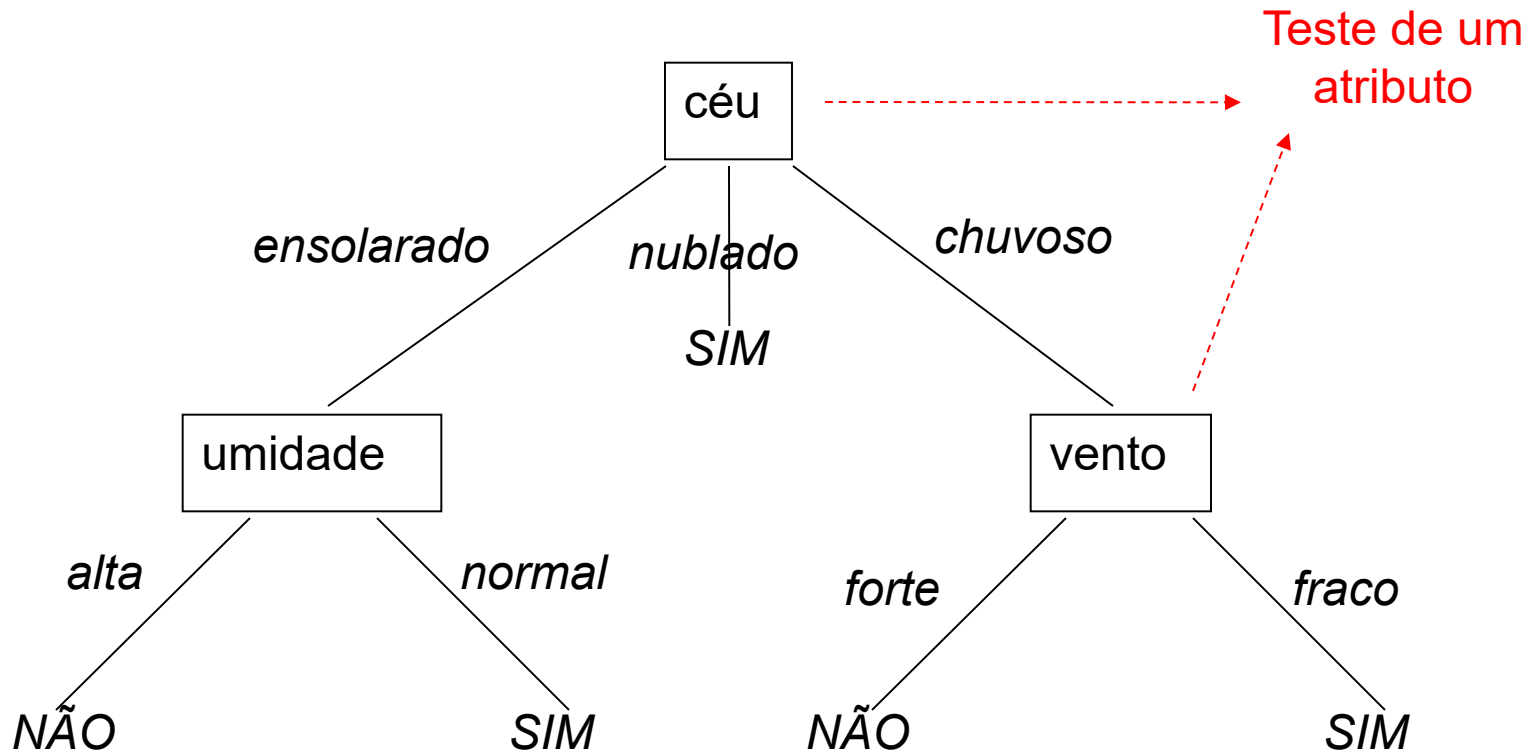 Teste de um
atributo
céu
ensolarado
nublado
chuvoso
SIM
umidade
vento
alta
normal
forte
fraco
NÃO
SIM
NÃO
SIM